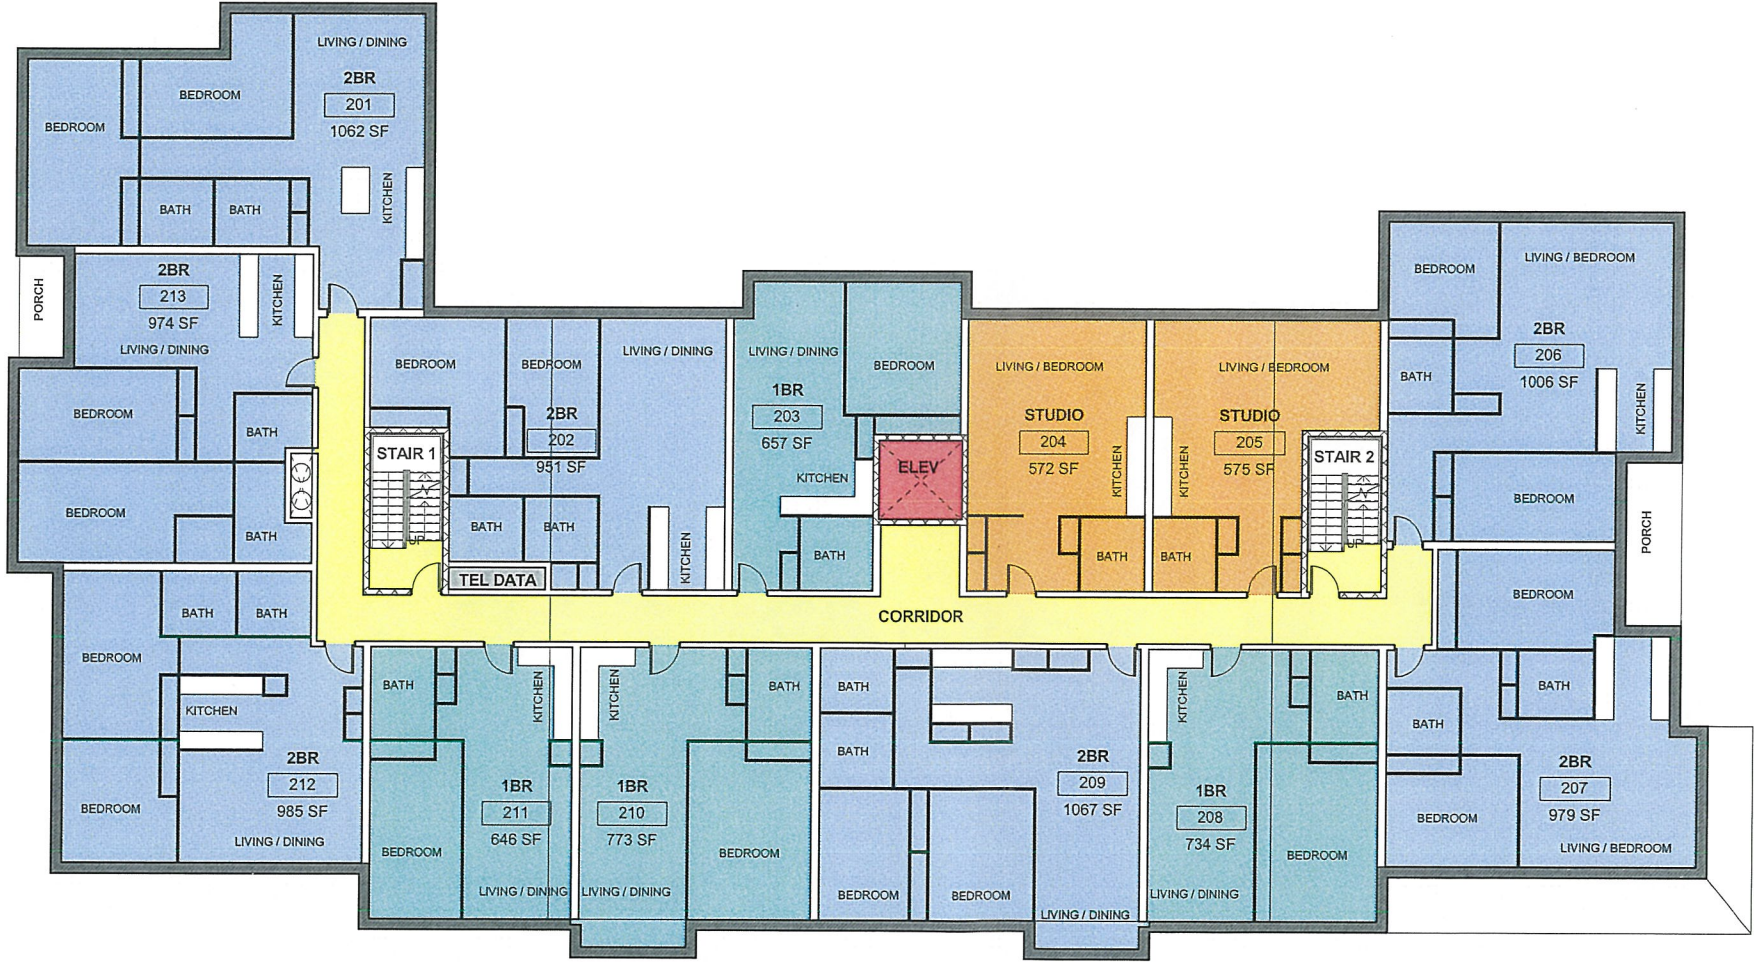 LIVING / DINING
2BR
201
1062 SF
BEDROOM
BEDROOM
BATH
BATH
KITCHEN
2BR
213
974 SF
LIVING / DINING
KITCHEN
PORCH
BEDROOM
BATH
BEDROOM
BATH
BEDROOM
BEDROOM
LIVING / DINING
2BR
202
951 SF
STAIR 1
UP
BATH
BATH
KITCHEN
TEL DATA
LIVING / DINING
BEDROOM
1BR
203
657 SF
KITCHEN
BATH
ELEV
LIVING / BEDROOM
STUDIO
204
572 SF
KITCHEN
BATH
LIVING / BEDROOM
STUDIO
205
575 SF
KITCHEN
BATH
STAIR 2
UP
BEDROOM
LIVING / BEDROOM
2BR
206
1006 SF
BATH
KITCHEN
BEDROOM
PORCH
CORRIDOR
BATH
BATH
BEDROOM
KITCHEN
2BR
212
985 SF
BEDROOM
LIVING / DINING
BATH
KITCHEN
1BR
211
646 SF
BEDROOM
LIVING / DINING
KITCHEN
BATH
1BR
210
773 SF
BEDROOM
LIVING / DINING
BATH
BATH
2BR
209
1067 SF
BEDROOM
BEDROOM
LIVING / DINING
KITCHEN
BATH
1BR
208
734 SF
BEDROOM
LIVING / DINING
BEDROOM
BATH
BATH
2BR
207
979 SF
BEDROOM
LIVING / BEDROOM